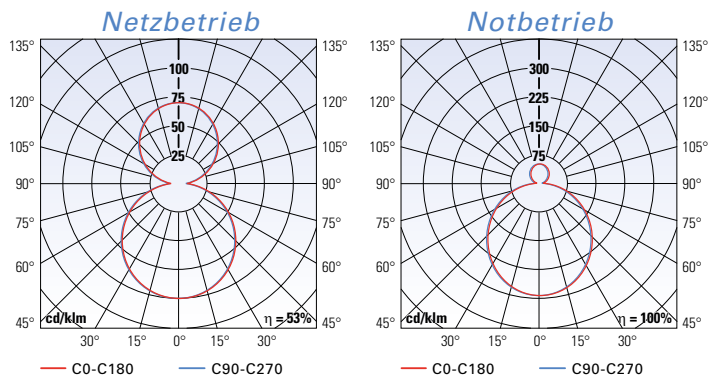 Netzbetrieb
135° 135°
100
120° 75 120°
50
105° 25 105°
90° 90°
75° 75°
60° 60°
cd/klm η = 53%
45° 45°
30° 15° 0° 15° 30°
C0-C180 C90-C270
Notbetrieb
135° 135°
300
120° 225 120°
150
105° 75 105°
90° 90°
75° 75°
60° 60°
cd/klm η = 100%
45° 45°
30° 15° 0° 15° 30°
C0-C180 C90-C270